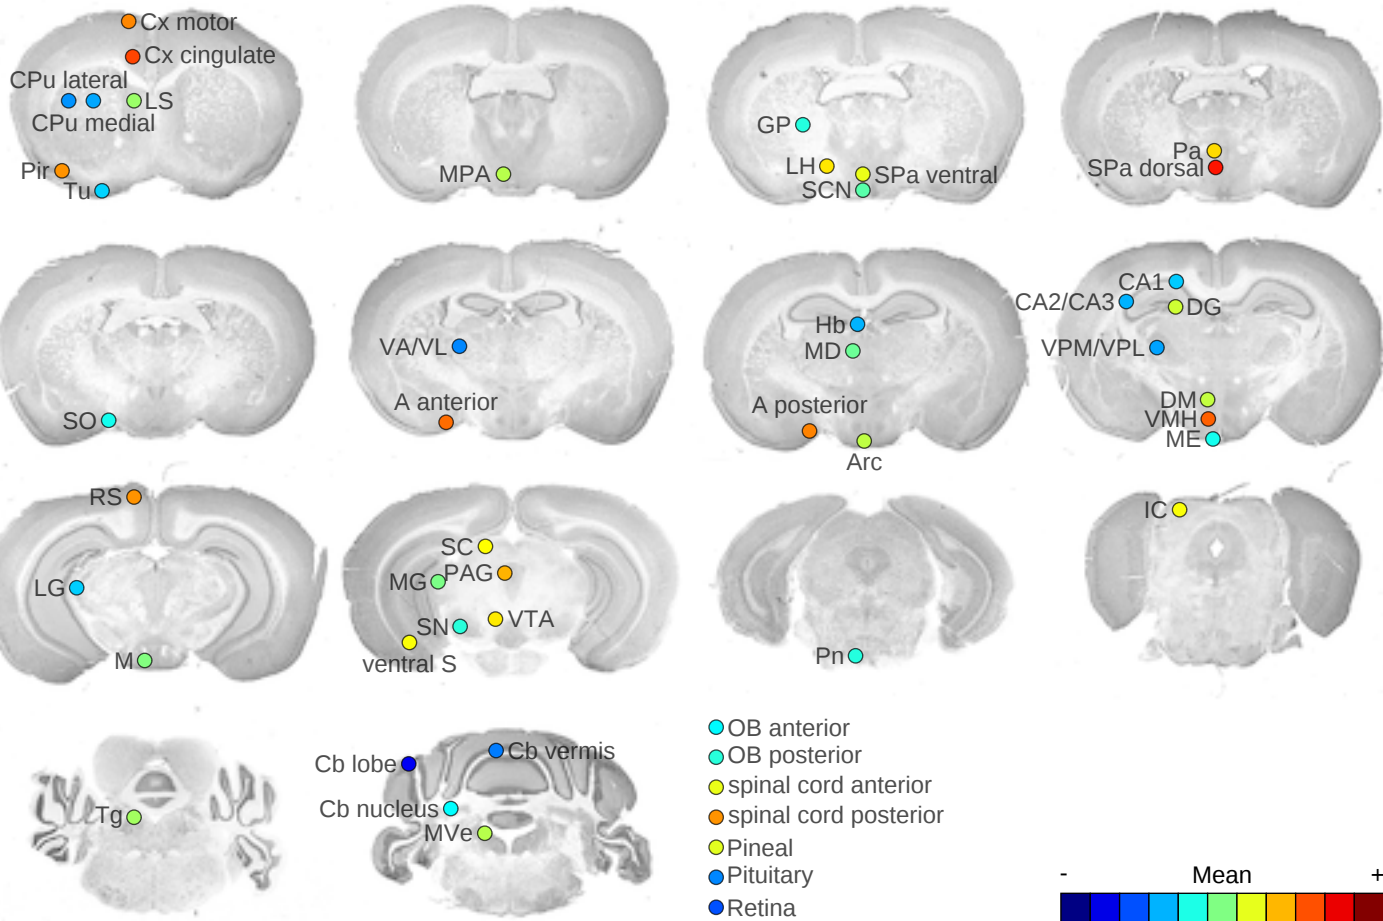 Cx motor
Cx cingulate
CPu lateral
LS
CPu medial
Pir
Tu
MPA
GP
LH
SPa ventral
SCN
Pa
SPa dorsal
SO
VA/VL
A anterior
Hb
MD
A posterior
Arc
CA1
CA2/CA3
DG
VPM/VPL
DM
VMH
ME
RS
LG
M
SC
PAG
MG
VTA
SN
ventral S
Pn
IC
Tg
Cb lobe
Cb vermis
Cb nucleus
MVe
OB anterior
OB posterior
spinal cord anterior
spinal cord posterior
Pineal
Pituitary
Retina
- Mean +